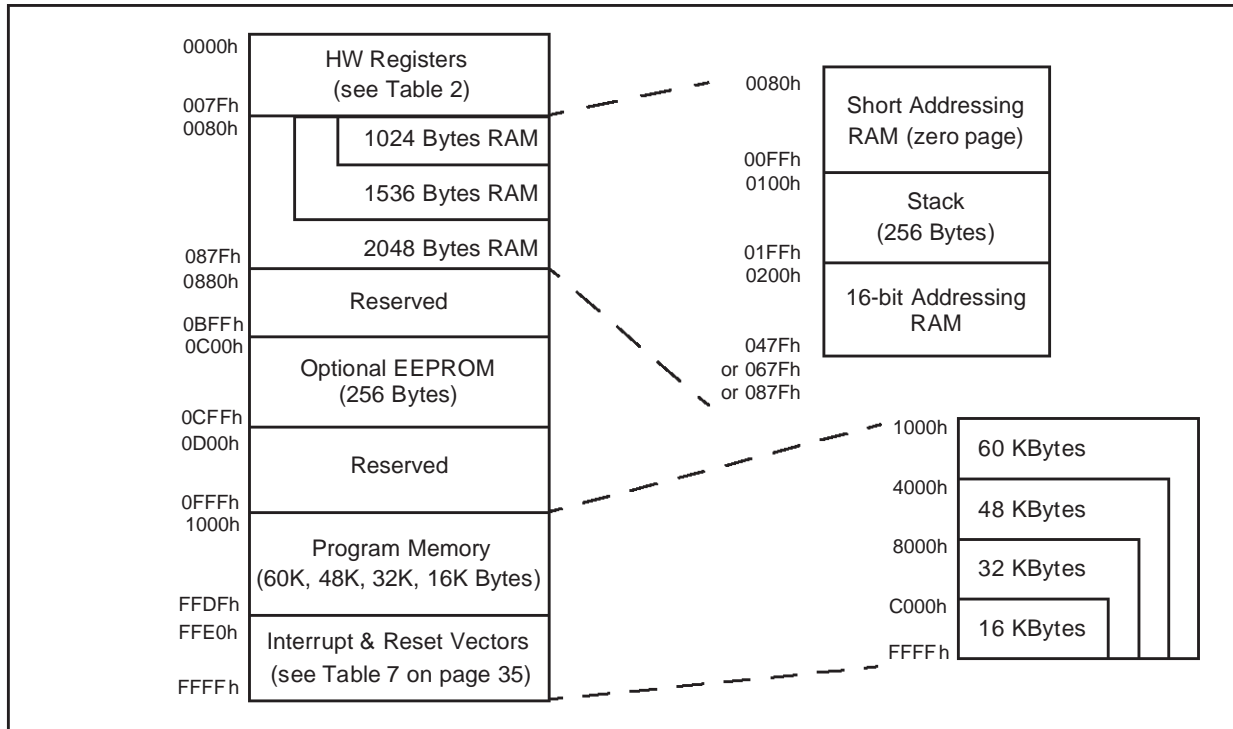 0000h
HW Registers
(see Table 2)
007Fh
0080h
1024 Bytes RAM
1536 Bytes RAM
2048 Bytes RAM
087Fh
0880h
Reserved
0BFFh
0C00h
Optional EEPROM
(256 Bytes)
0CFFh
0D00h
Reserved
0FFFh
1000h
Program Memory
(60K, 48K, 32K, 16K Bytes)
FFDFh
FFE0h
Interrupt & Reset Vectors
(see Table 7 on page 35)
FFFFh
0080h
Short Addressing
RAM (zero page)
00FFh
0100h
Stack
(256 Bytes)
01FFh
0200h
16-bit Addressing
RAM
047Fh
or 067Fh
or 087Fh
1000h
60 KBytes
4000h
48 KBytes
8000h
32 KBytes
C000h
16 KBytes
FFFFh